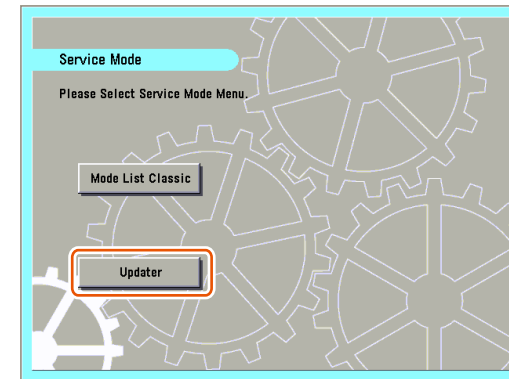 Service Mode
Please Select Service Mode Menu.
Mode List Classic
Updater